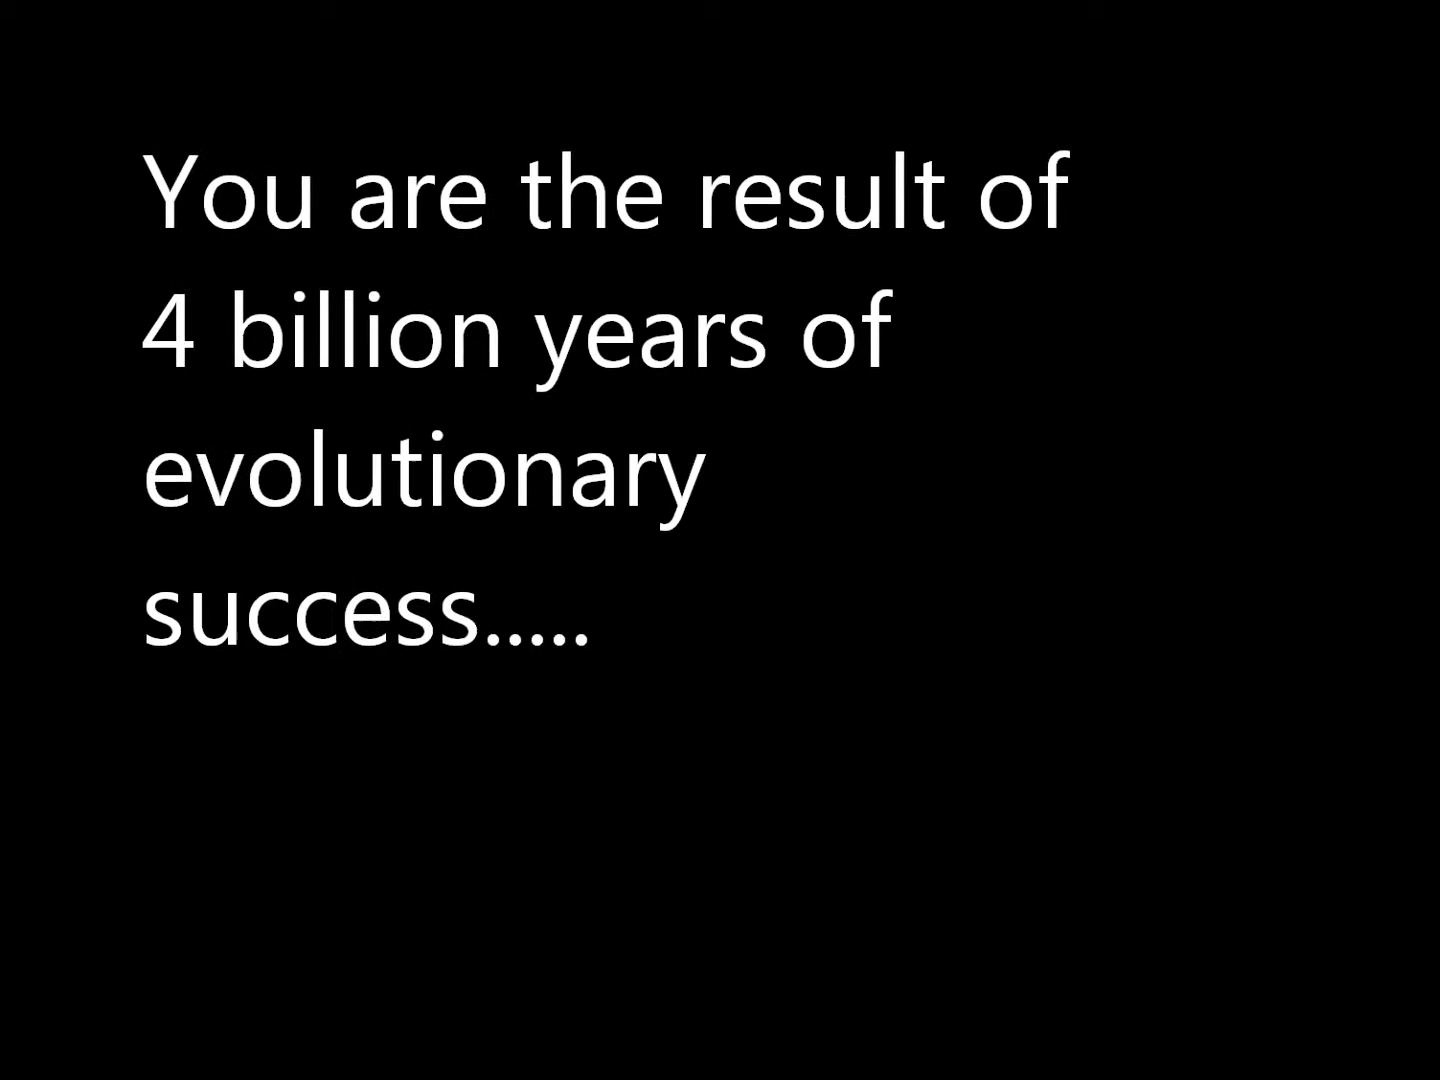 You are the result of
4 billion years of
evolutionary
success.....